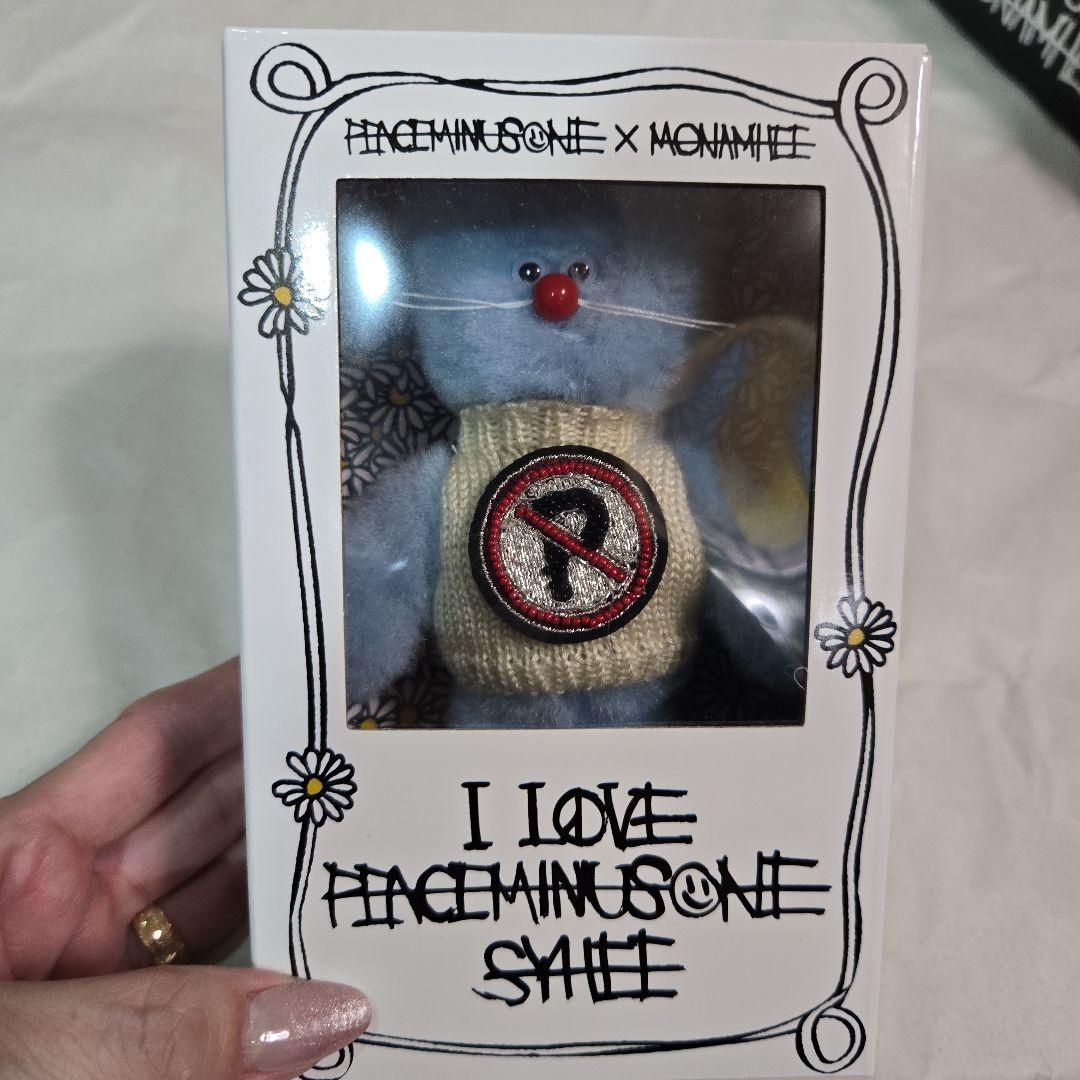 PEACEMINUSONE X MONAMHEE
P
I LOVE
PEACEMINUSONE
SYHEE